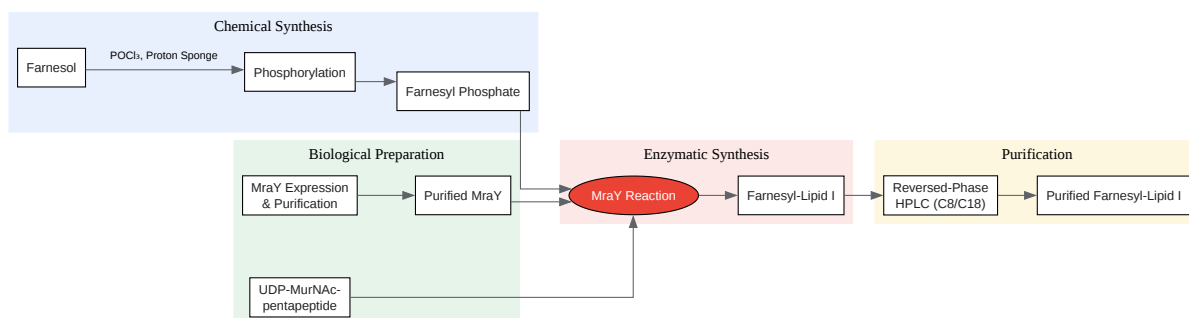 Chemical Synthesis
Farnesol
POCl₃, Proton Sponge
Phosphorylation
Farnesyl Phosphate
Biological Preparation
MraY Expression
& Purification
Purified MraY
UDP-MurNAc-
pentapeptide
Enzymatic Synthesis
MraY Reaction
Farnesyl-Lipid I
Purification
Reversed-Phase
HPLC (C8/C18)
Purified Farnesyl-Lipid I